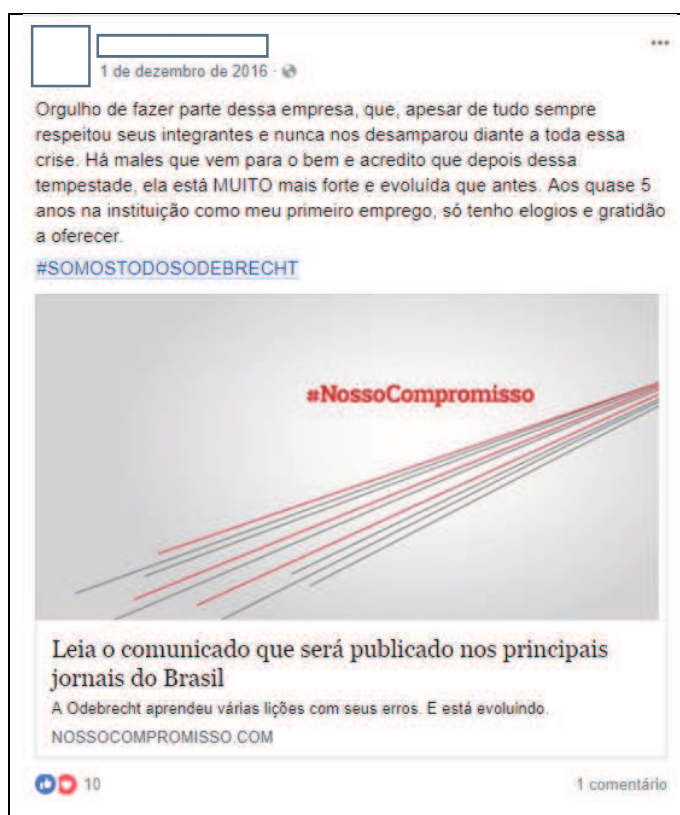 1 de dezembro de 2016 ·
Orgulho de fazer parte dessa empresa, que, apesar de tudo sempre
respeitou seus integrantes e nunca nos desamparou diante a toda essa
crise. Há males que vem para o bem e acredito que depois dessa
tempestade, ela está MUITO mais forte e evoluída que antes. Aos quase 5
anos na instituição como meu primeiro emprego, só tenho elogios e gratidão
a oferecer.
#SOMOSTODOSODEBRECHT
#NossoCompromisso
Leia o comunicado que será publicado nos principais
jornais do Brasil
A Odebrecht aprendeu várias lições com seus erros. E está evoluindo.
NOSSOCOMPROMISSO.COM
10
1 comentário